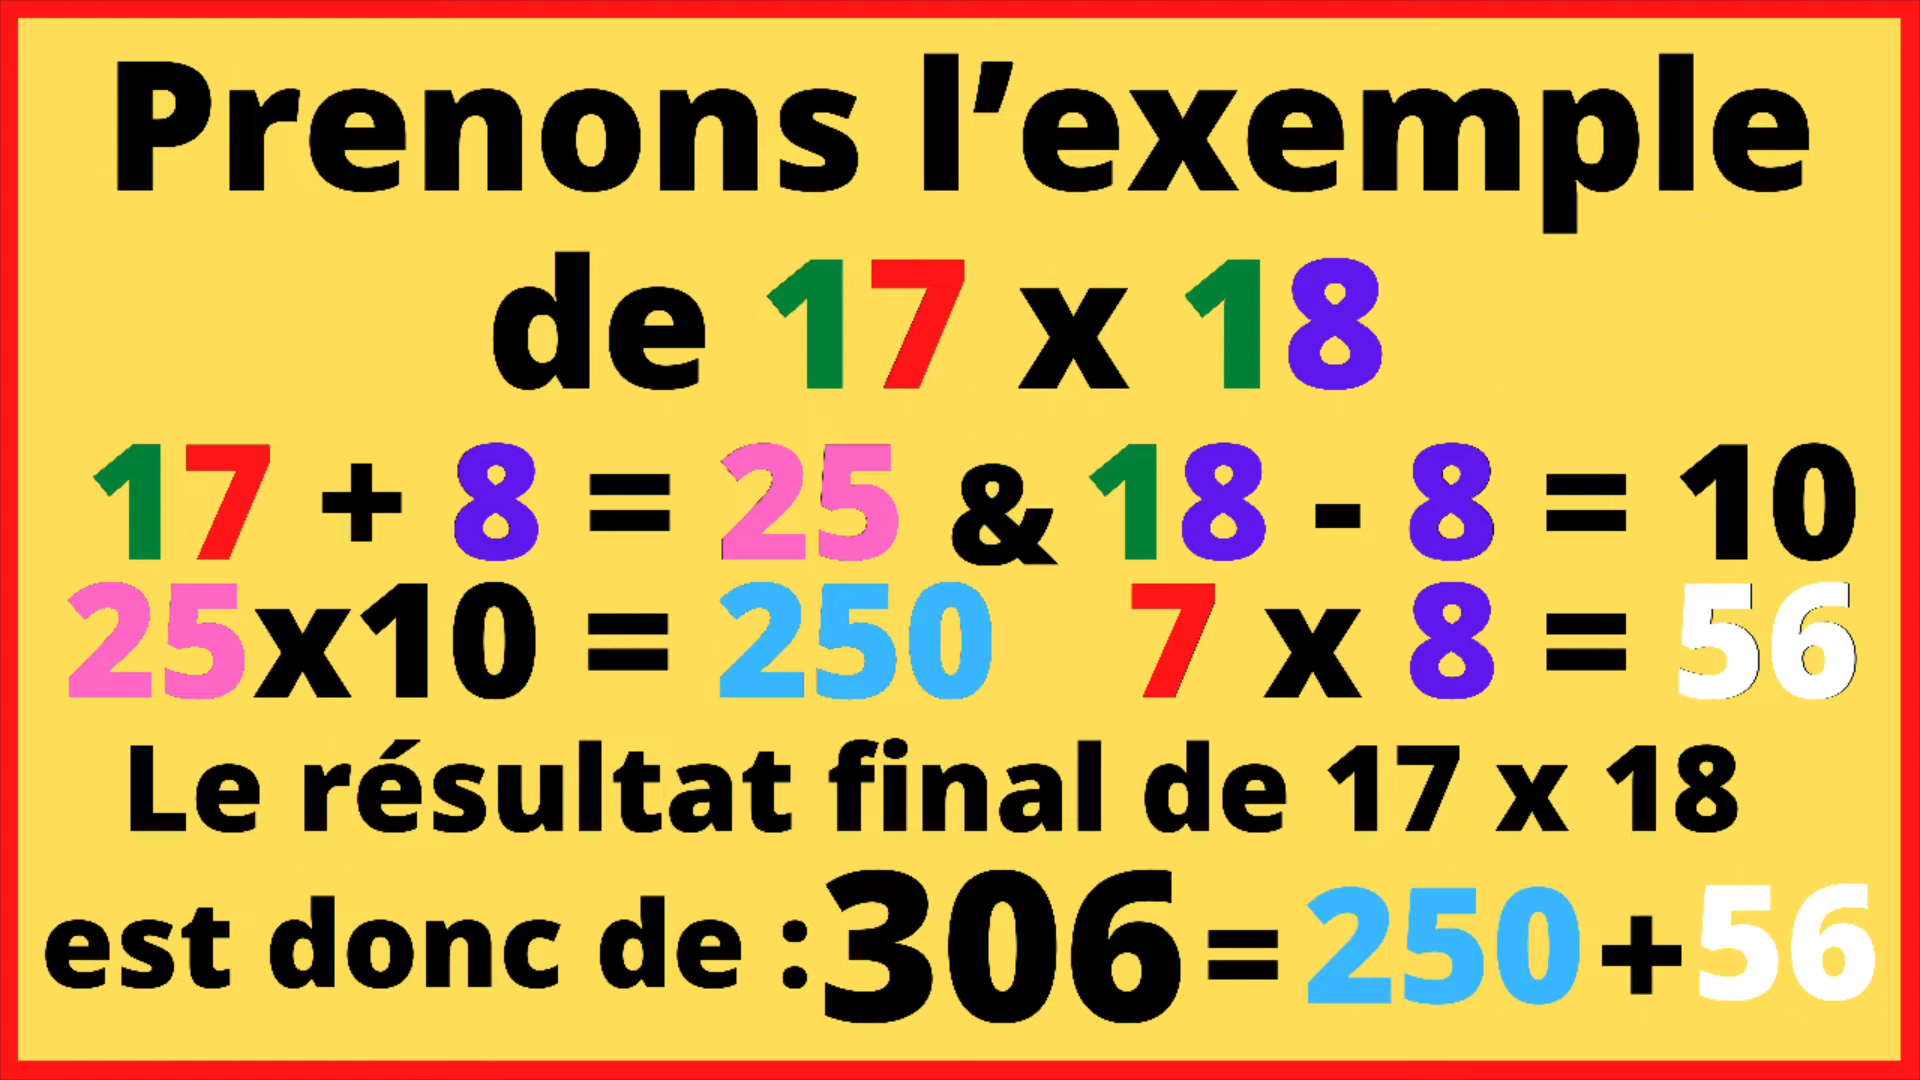 Prenons l’exemple
de 17 x 18
17 + 8 = 25 & 18 - 8 = 10
25x10 = 250 7 x 8 = 56
Le résultat final de 17 x 18
est donc de :306=250+56